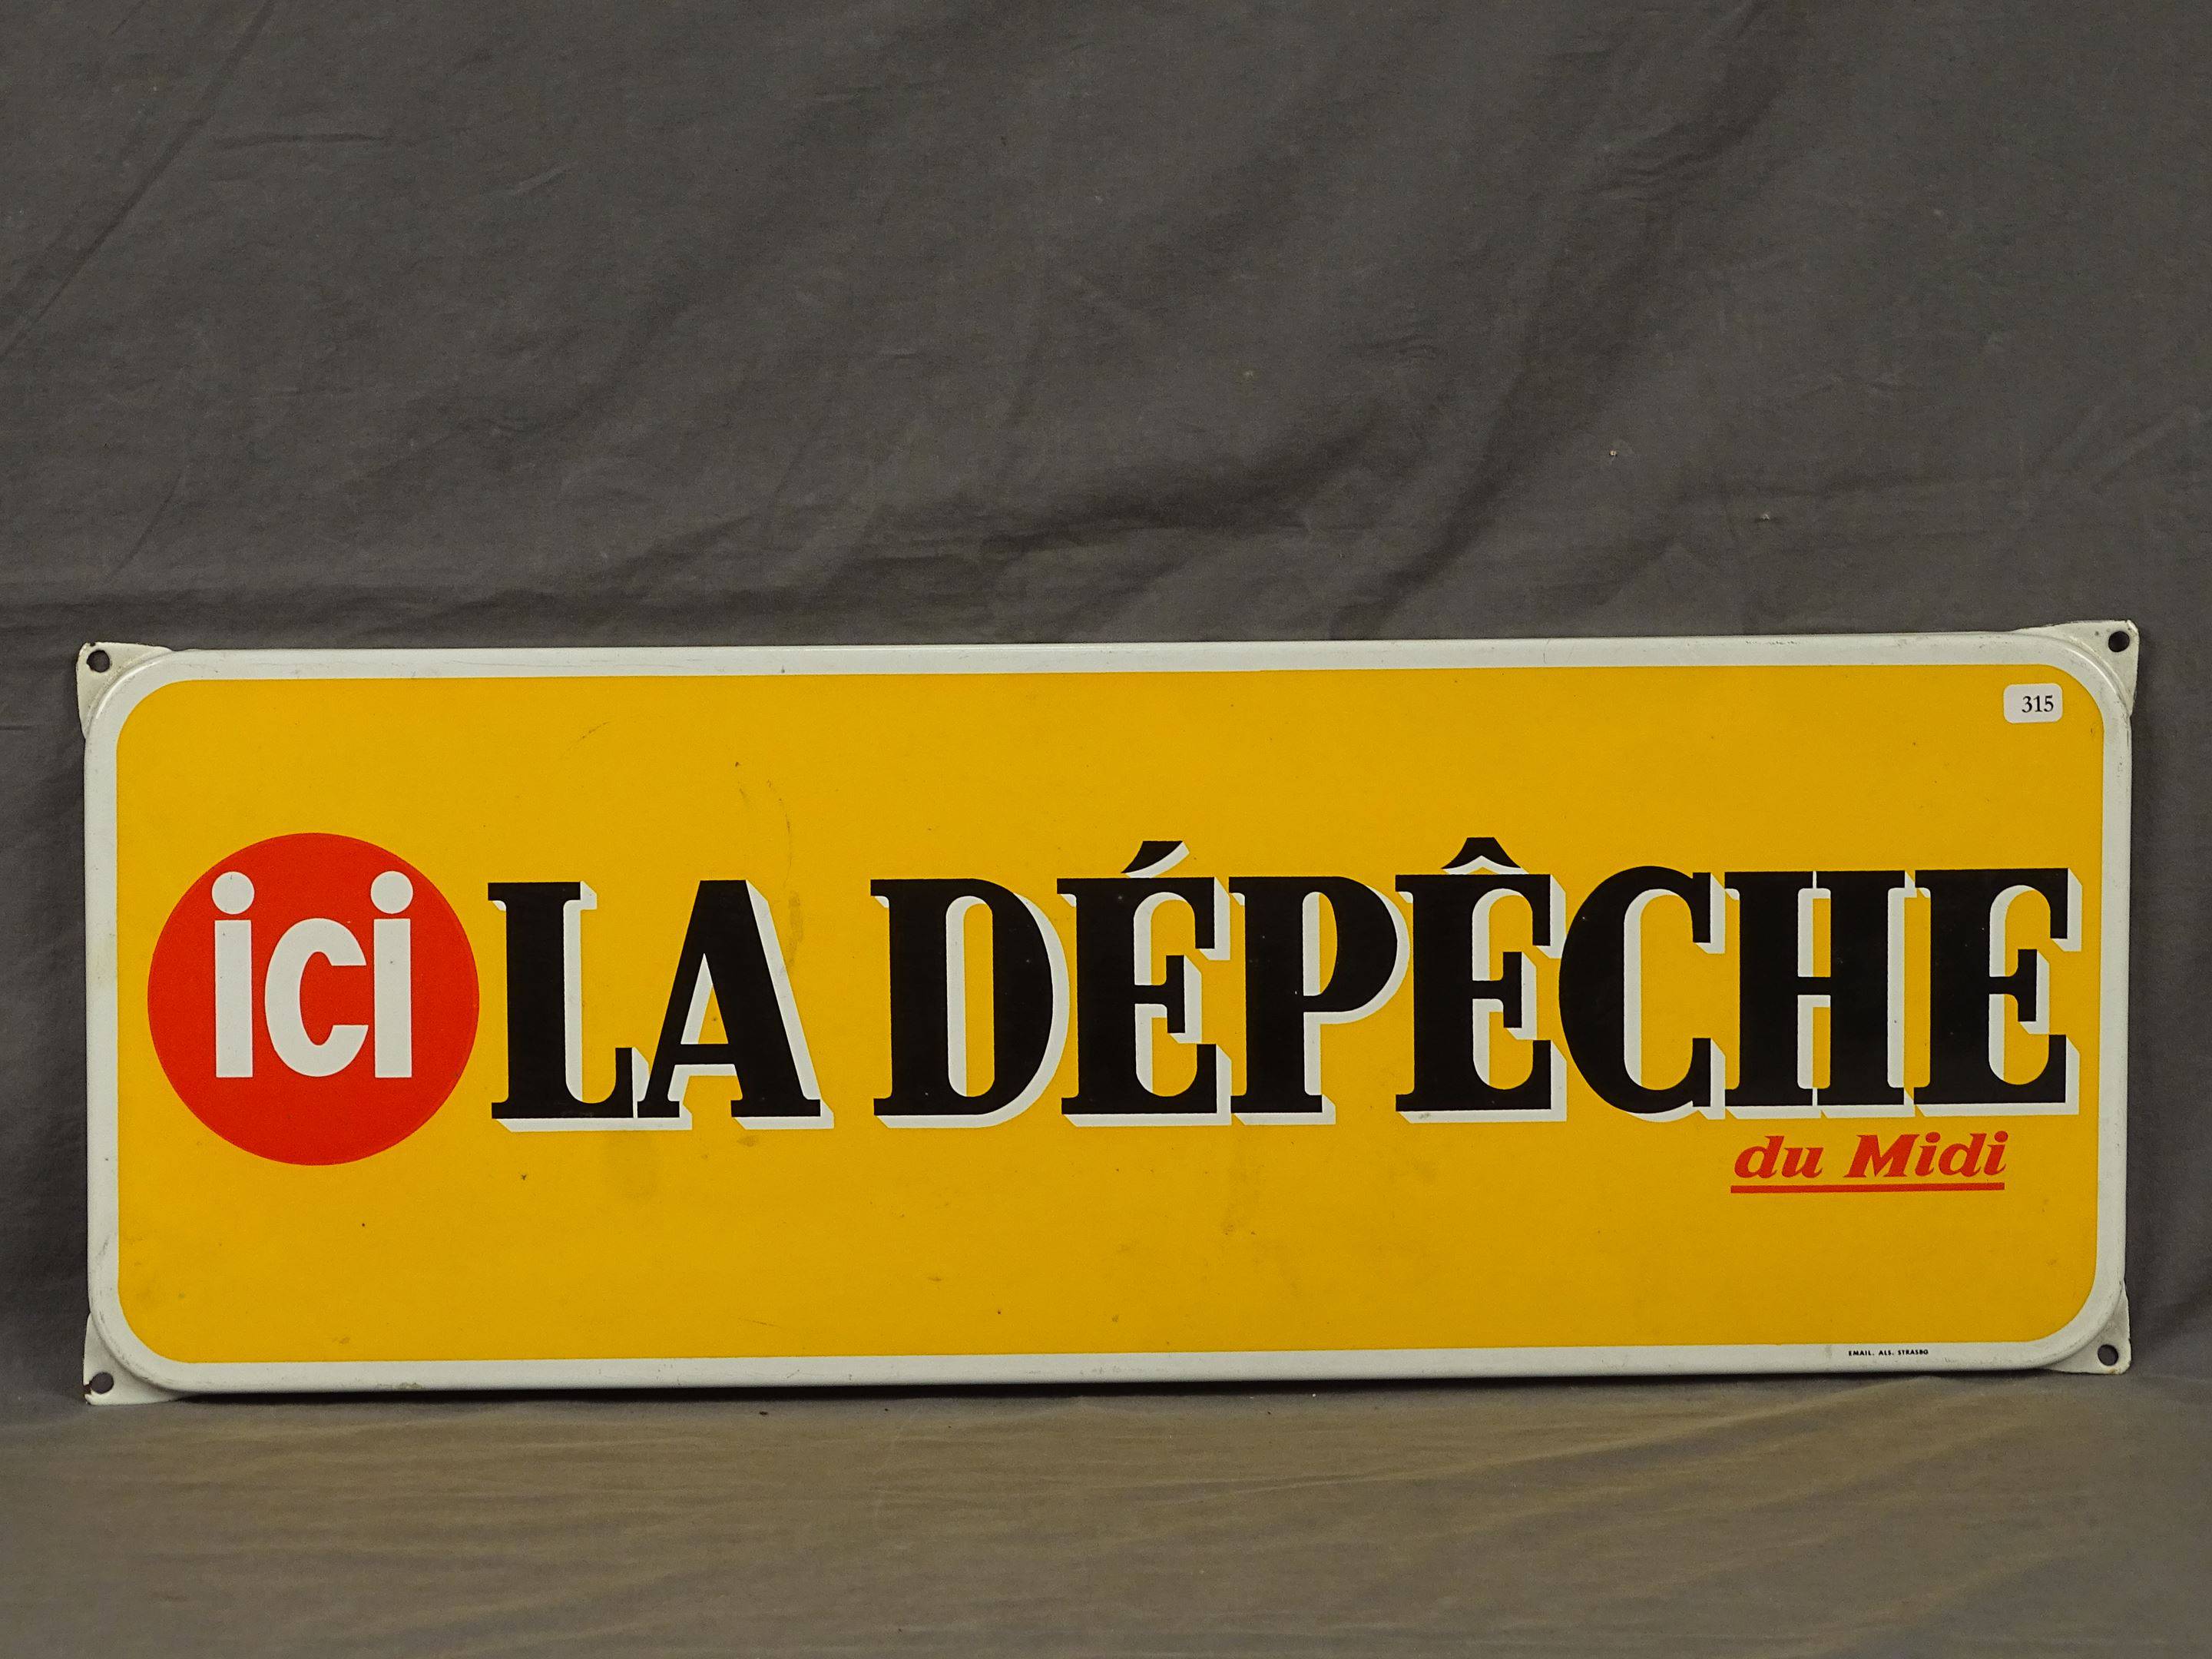 315
ici LA DÉPÊCHE
du Midi
EMAIL. ALS. STRASBG